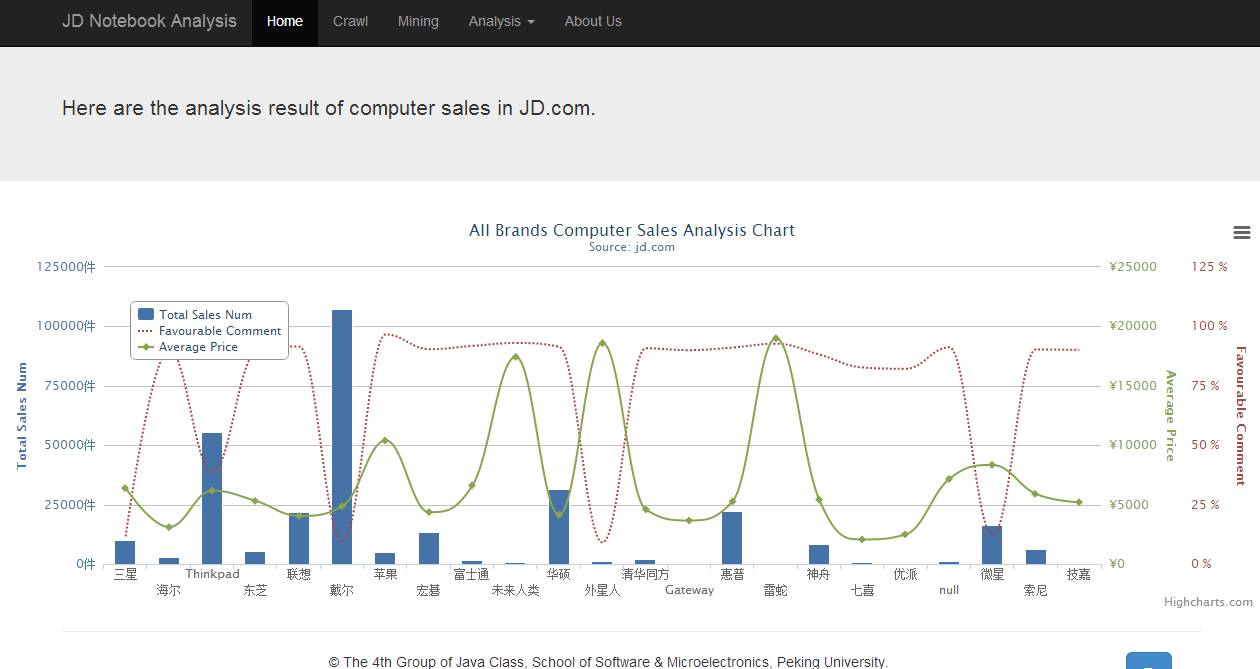 JD Notebook Analysis Home Crawl Mining Analysis About Us
Here are the analysis result of computer sales in JD.com.
All Brands Computer Sales Analysis Chart
Source: jd.com
125000件 ¥25000 125 %
Total Sales Num
Favourable Comment
Average Price
100000件 ¥20000 100 %
75000件 ¥15000 75 %
50000件 ¥10000 50 %
25000件 ¥5000 25 %
0件 ¥0 0 %
Total Sales Num
Average Price
Favourable Comment
三星 Thinkpad 联想 苹果 富士通 华硕 清华同方 惠普 神舟 优派 微星 技嘉
海尔 东芝 戴尔 宏碁 未来人类 外星人 Gateway 雷蛇 七喜 null 索尼
Highcharts.com
© The 4th Group of Java Class, School of Software & Microelectronics, Peking University.